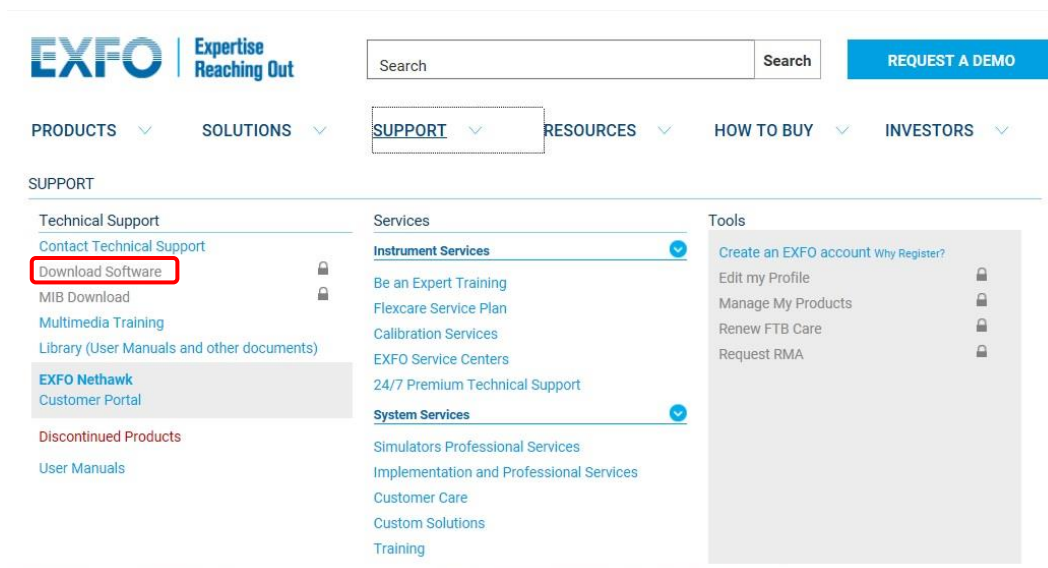 EXFO
Expertise
Reaching Out
Search
Search
REQUEST A DEMO
PRODUCTS
SOLUTIONS
SUPPORT
RESOURCES
HOW TO BUY
INVESTORS
SUPPORT
Technical Support
Contact Technical Support
Download Software
MIB Download
Multimedia Training
Library (User Manuals and other documents)
EXFO Nethawk
Customer Portal
Discontinued Products
User Manuals
Services
Instrument Services
Be an Expert Training
Flexcare Service Plan
Calibration Services
EXFO Service Centers
24/7 Premium Technical Support
System Services
Simulators Professional Services
Implementation and Professional Services
Customer Care
Custom Solutions
Training
Tools
Create an EXFO account Why Register?
Edit my Profile
Manage My Products
Renew FTB Care
Request RMA